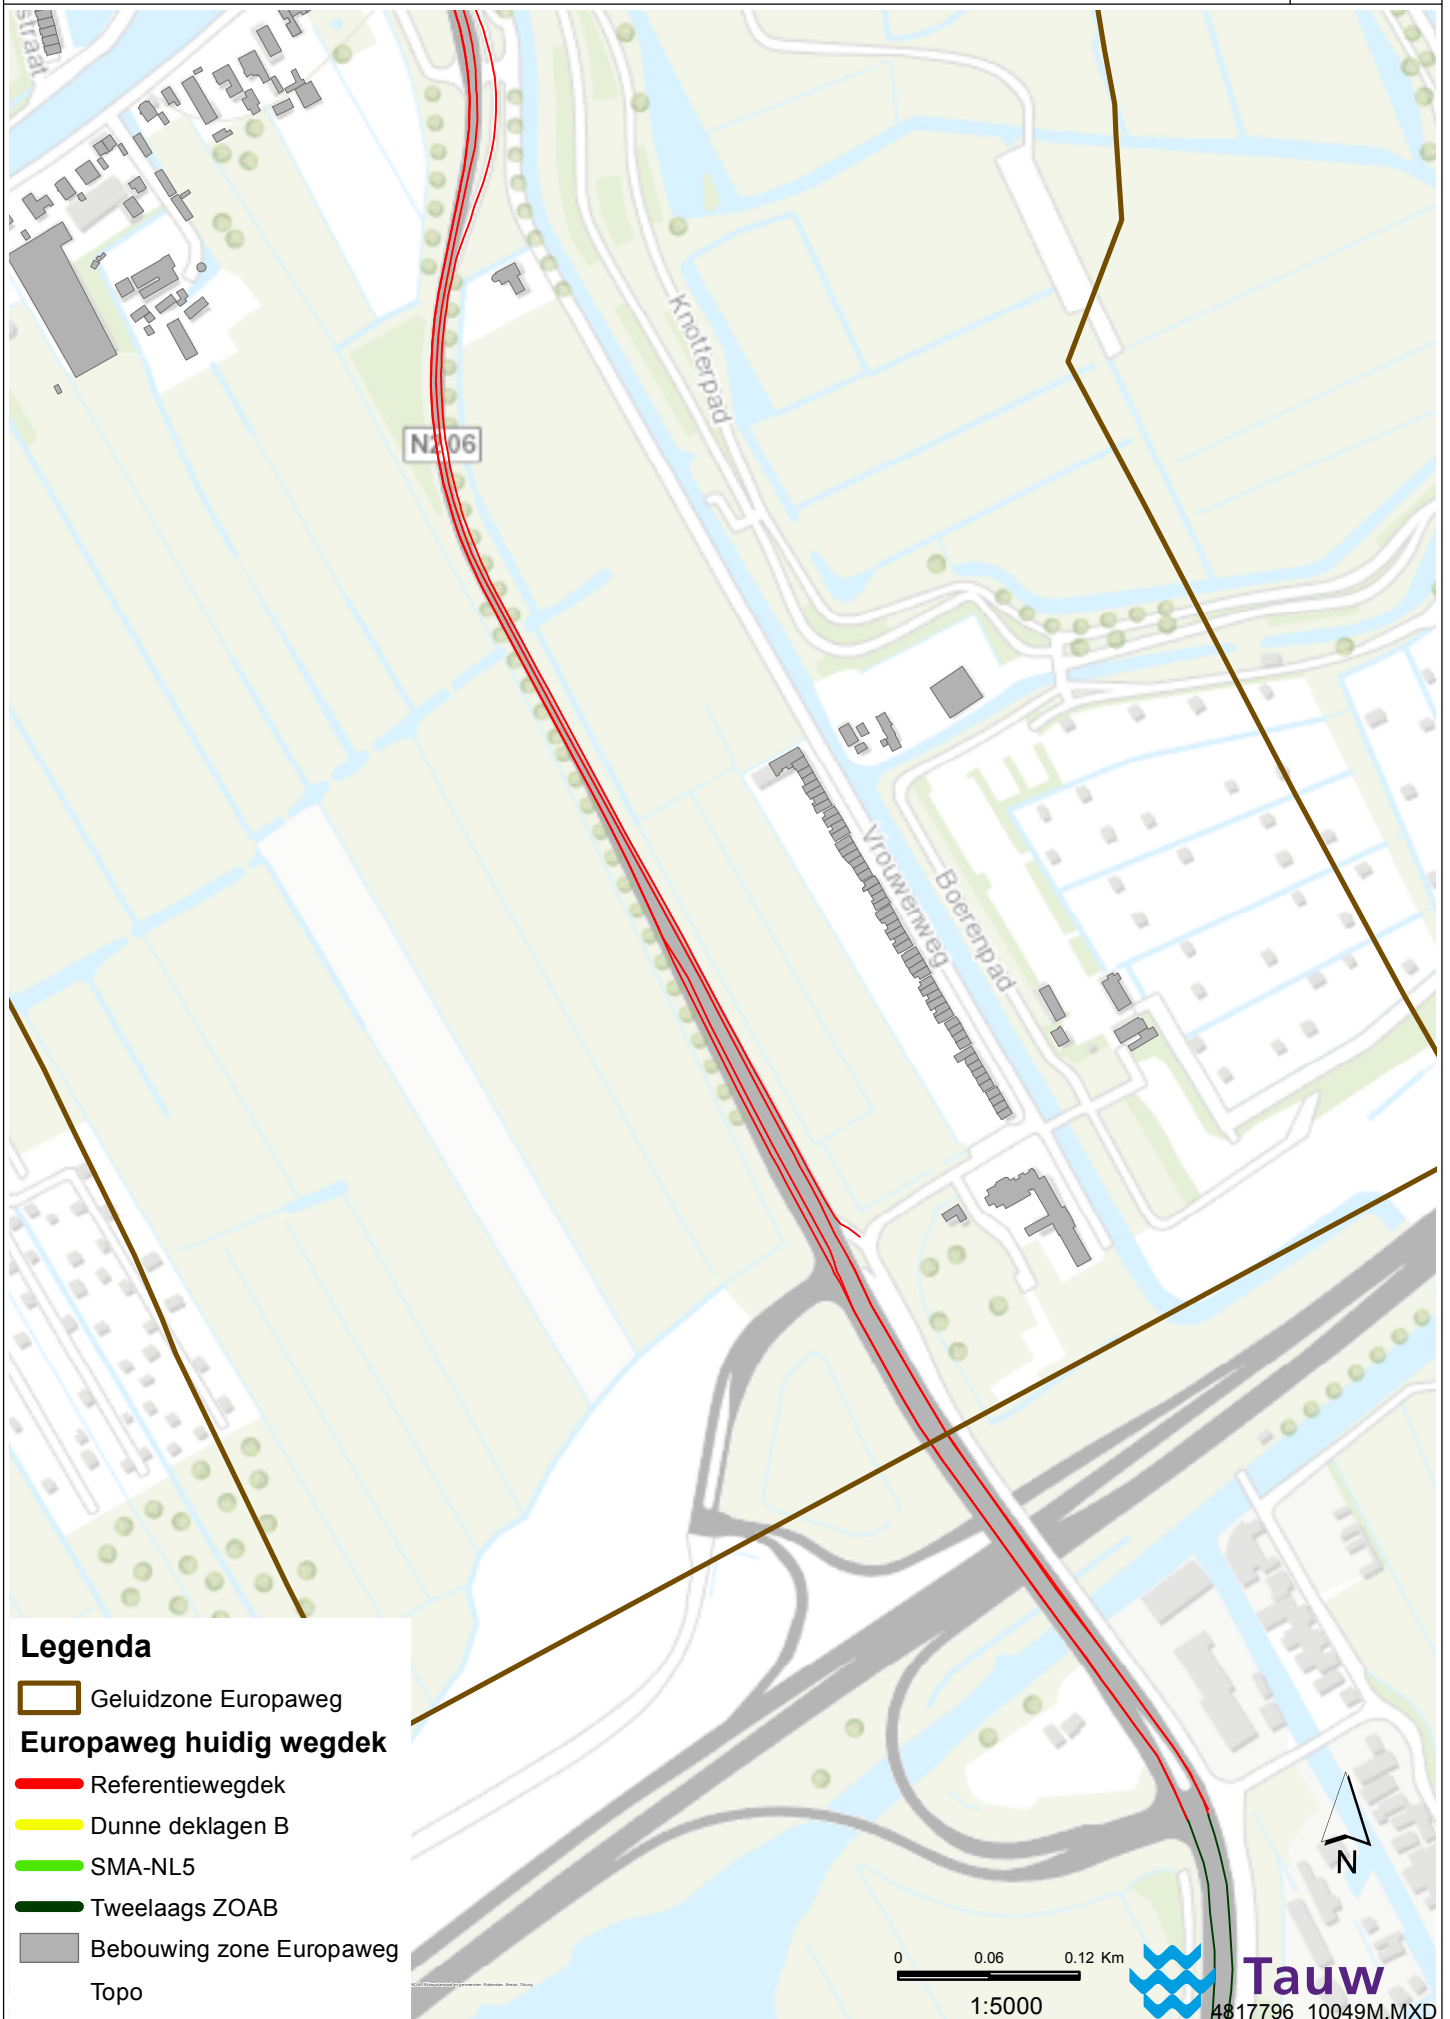 straat
Knotterpad
N206
Vrouwenweg
Boerenpad
Legenda
Geluidzone Europaweg
Europaweg huidig wegdek
Referentiewegdek
Dunne deklagen B
SMA-NL5
Tweelaags ZOAB
Bebouwing zone Europaweg
Topo
0 0.06 0.12 Km
1:5000
N
Tauw
4817796_10049M.MXD